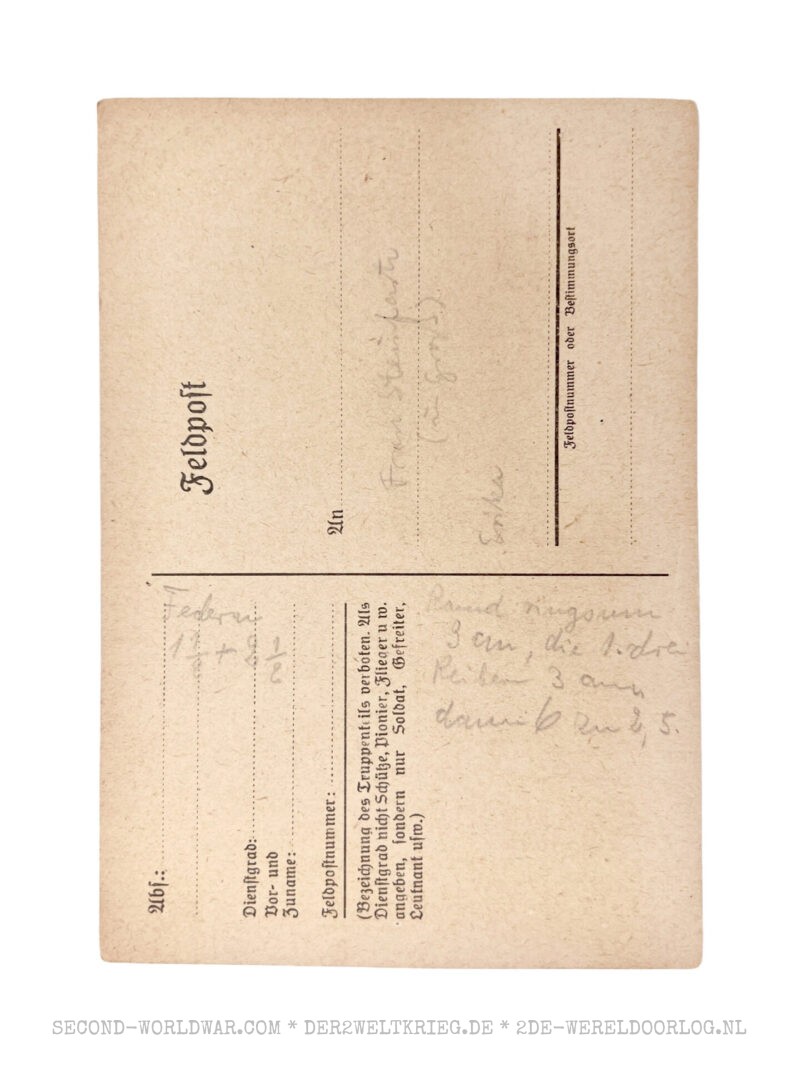 Feldpost
An
Frau
Erika
Feldpostnummer oder Bestimmungsort
Abs.:
Dienstgrad:
Vor- und
Zuname:
Feldpostnummer:
(Bezeichnung des Truppenteils verboten. Als
Dienstgrad nicht Schütze, Pionier, Flieger u w.
angeben, sondern nur Soldat, Gefreiter,
Leutnant usw.)
Federn
Rand ringsum
3 cm, die 1. drei
Reihen 3 cm
dann 6 zu 2,5.
SECOND-WORLDWAR.COM * DER2WELTKRIEG.DE * 2DE-WERELDOORLOG.NL